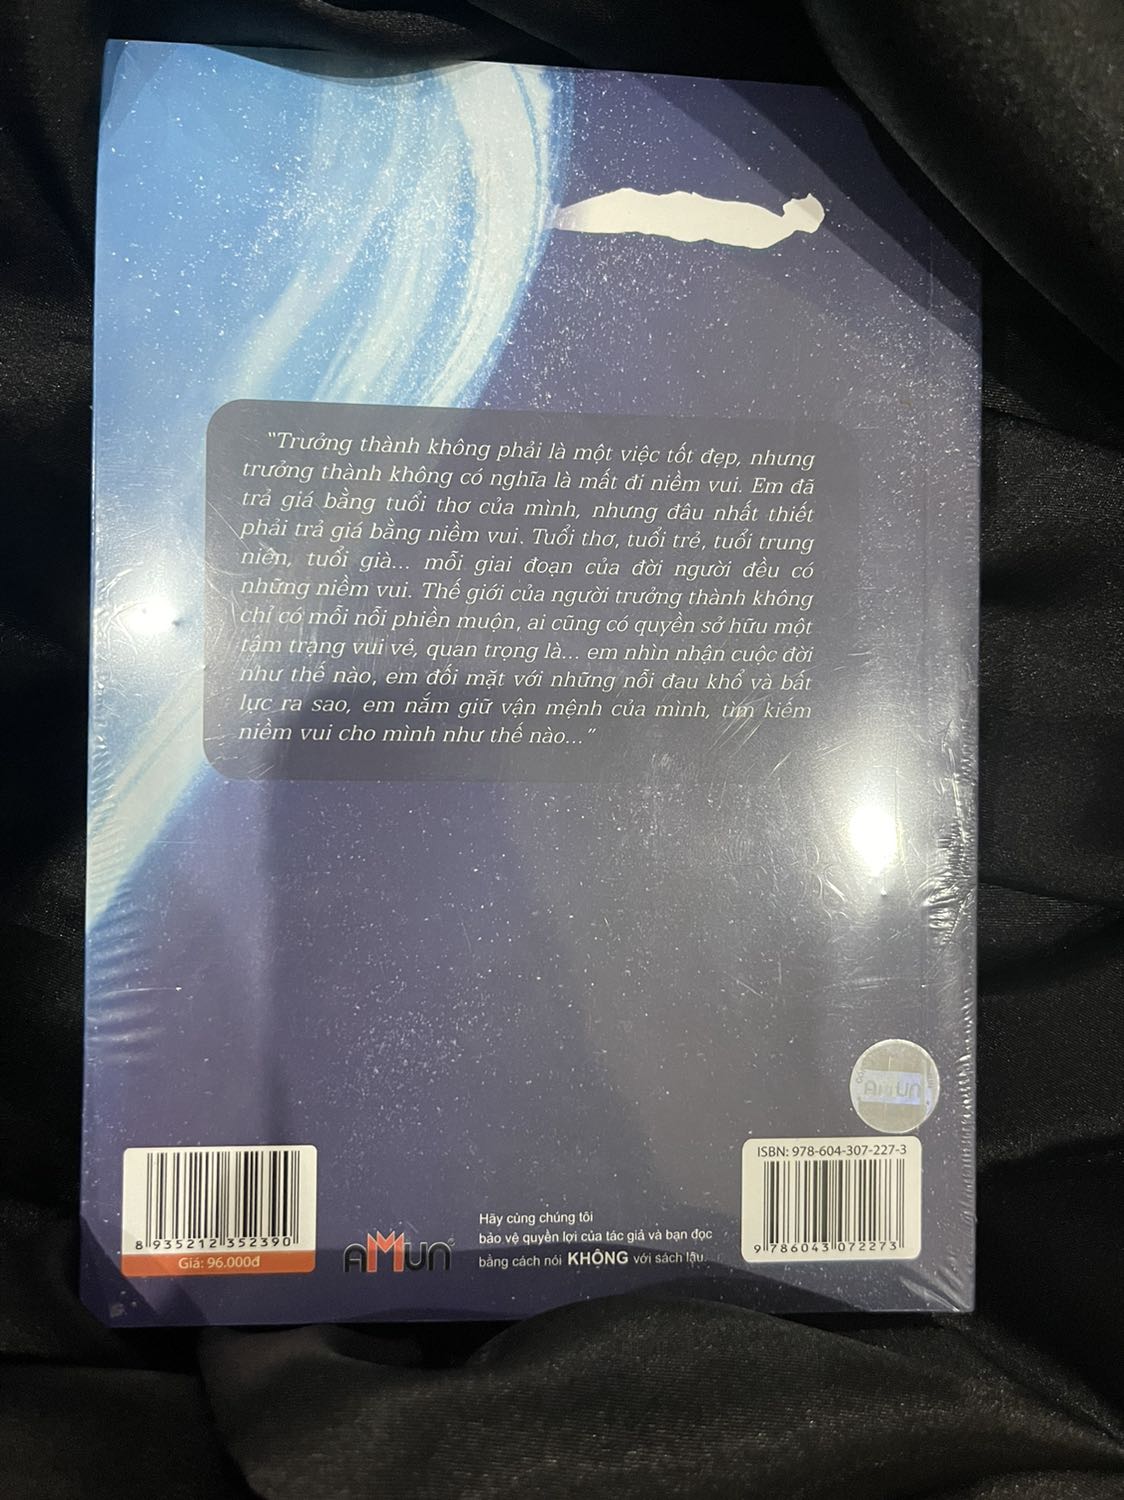 “Trưởng thành không phải là một việc tốt đẹp, nhưng
trưởng thành không có nghĩa là mất đi niềm vui. Em đã
trả giá bằng tuổi thơ của mình, nhưng đâu nhất thiết
phải trả giá bằng niềm vui. Tuổi thơ, tuổi trẻ, tuổi trung
niên, tuổi già... mỗi giai đoạn của đời người đều có
những niềm vui. Thế giới của người trưởng thành không
chỉ có mỗi nỗi phiền muộn, ai cũng có quyền sở hữu một
tâm trạng vui vẻ, quan trọng là... em nhìn nhận cuộc đời
như thế nào, em đối mặt với những nỗi đau khổ và bất
lực ra sao, em nắm giữ vận mệnh của mình, tìm kiếm
niềm vui cho mình như thế nào...”
AMUN
ISBN: 978-604-307-227-3
9 786043 072273
8 935212 352390
Giá: 96.000đ
AMUN
Hãy cùng chúng tôi
bảo vệ quyền lợi của tác giả và bạn đọc
bằng cách nói KHÔNG với sách lậu.